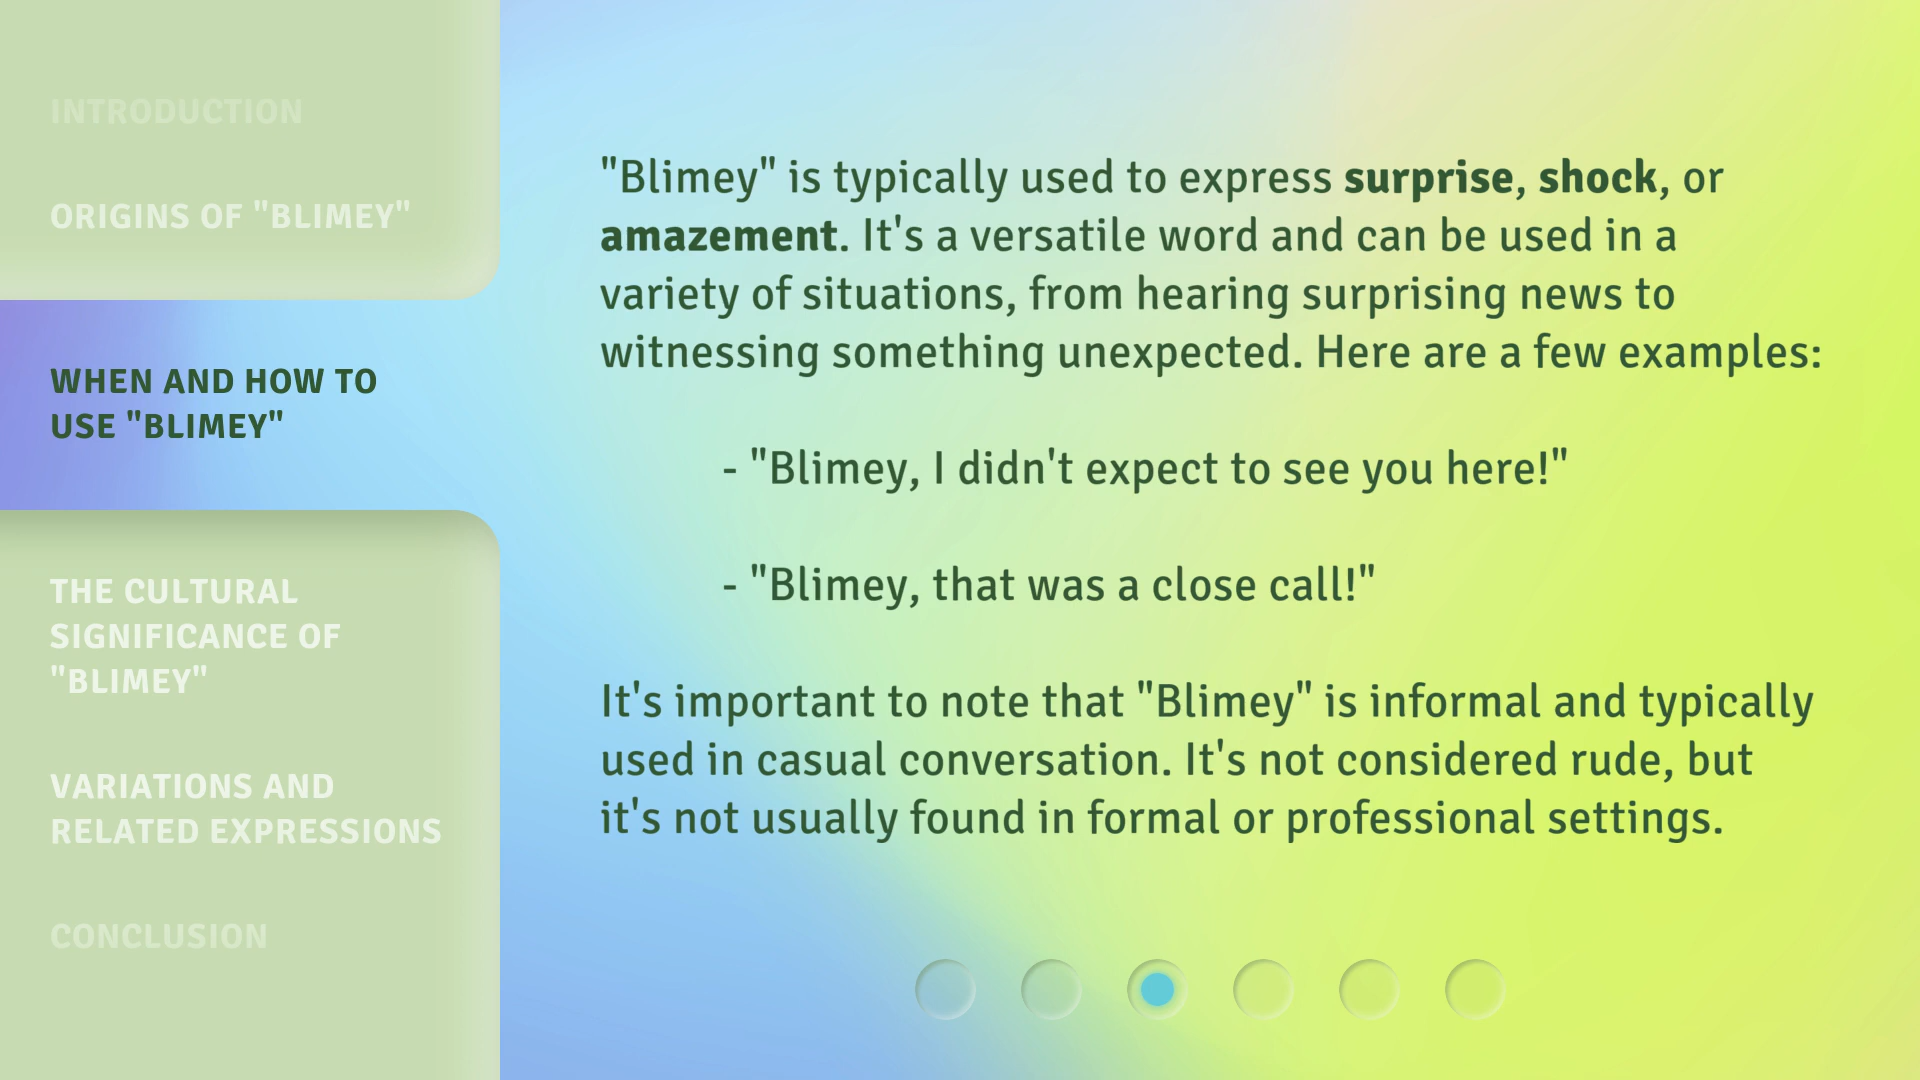 INTRODUCTION
ORIGINS OF "BLIMEY"
WHEN AND HOW TO
USE "BLIMEY"
THE CULTURAL
SIGNIFICANCE OF
"BLIMEY"
VARIATIONS AND
RELATED EXPRESSIONS
CONCLUSION
"Blimey" is typically used to express surprise, shock, or
amazement. It's a versatile word and can be used in a
variety of situations, from hearing surprising news to
witnessing something unexpected. Here are a few examples:
- "Blimey, I didn't expect to see you here!"
- "Blimey, that was a close call!"
It's important to note that "Blimey" is informal and typically
used in casual conversation. It's not considered rude, but
it's not usually found in formal or professional settings.